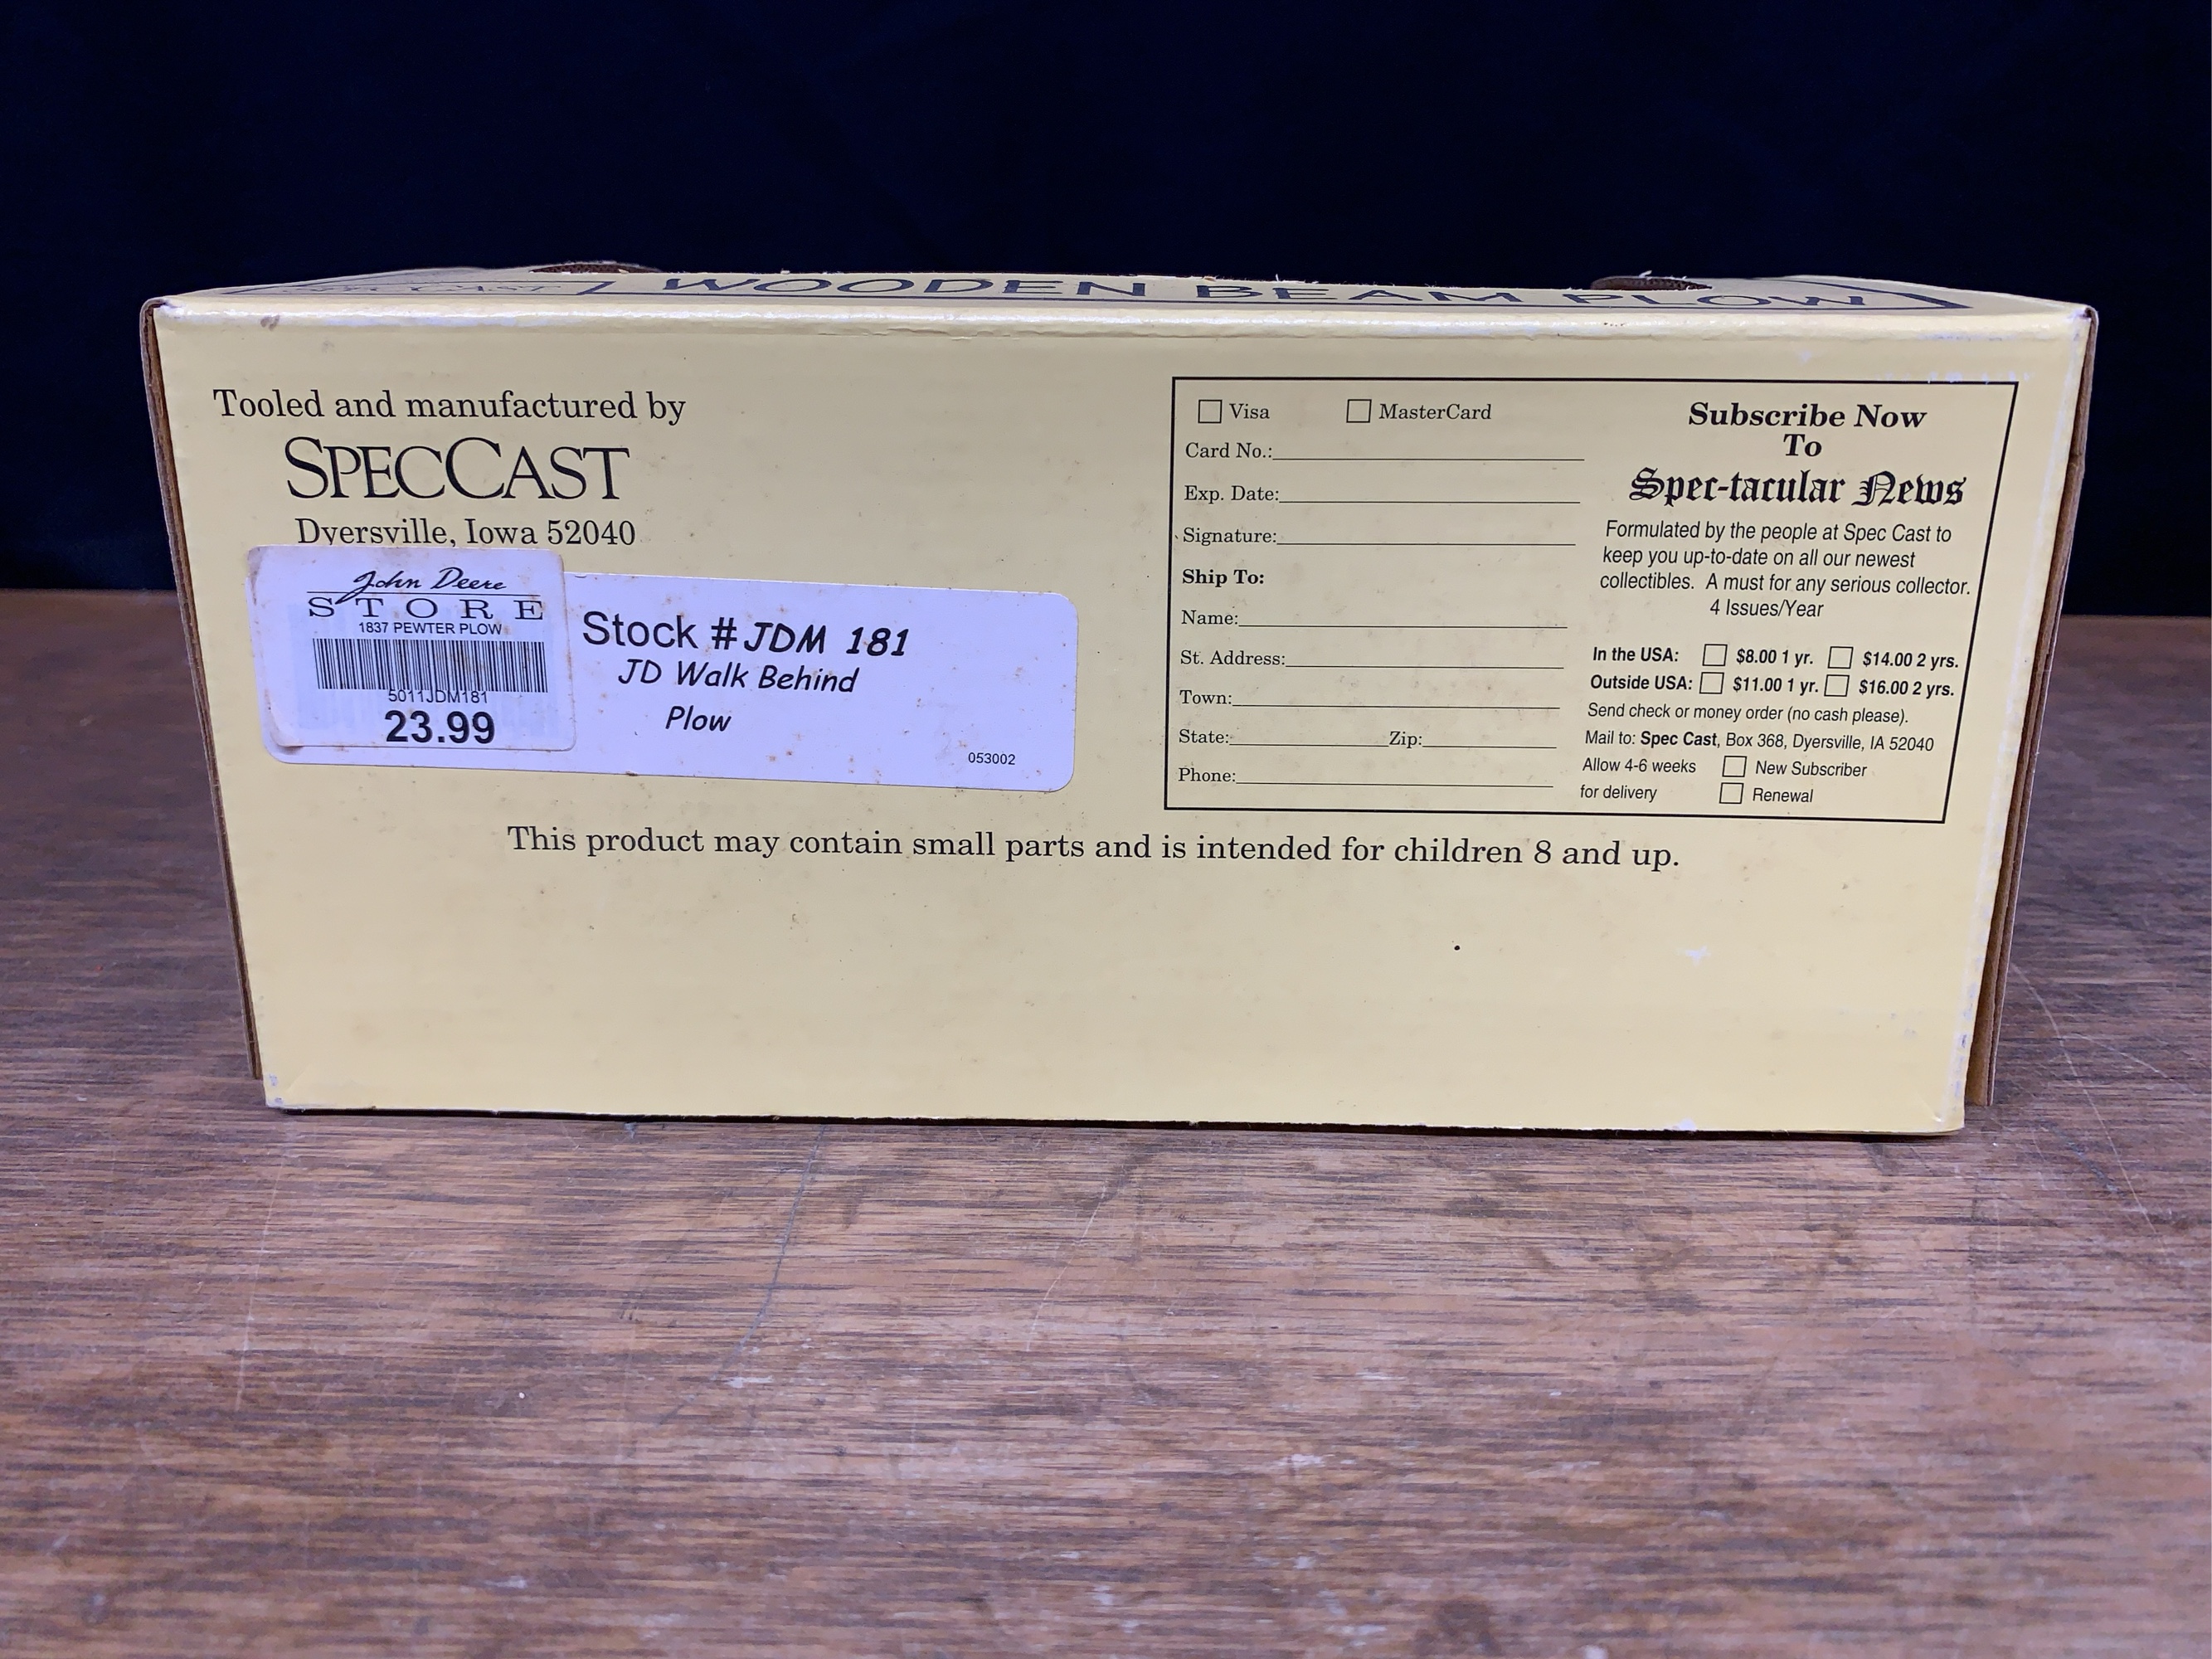 SPECCAST
WOODEN BEAM PLOW
Tooled and manufactured by
SPECCAST
Dyersville, Iowa 52040
John Deere
STORE
1837 PEWTER PLOW
5011JDM181
23.99
Stock #JDM 181
JD Walk Behind
Plow
053002
Visa MasterCard
Card No.:
Exp. Date:
Signature:
Ship To:
Name:
St. Address:
Town:
State: Zip:
Phone:
Subscribe Now
To
Spec-tacular News
Formulated by the people at Spec Cast to
keep you up-to-date on all our newest
collectibles. A must for any serious collector.
4 Issues/Year
In the USA: $8.00 1 yr. $14.00 2 yrs.
Outside USA: $11.00 1 yr. $16.00 2 yrs.
Send check or money order (no cash please).
Mail to: Spec Cast, Box 368, Dyersville, IA 52040
Allow 4-6 weeks New Subscriber
for delivery Renewal
This product may contain small parts and is intended for children 8 and up.